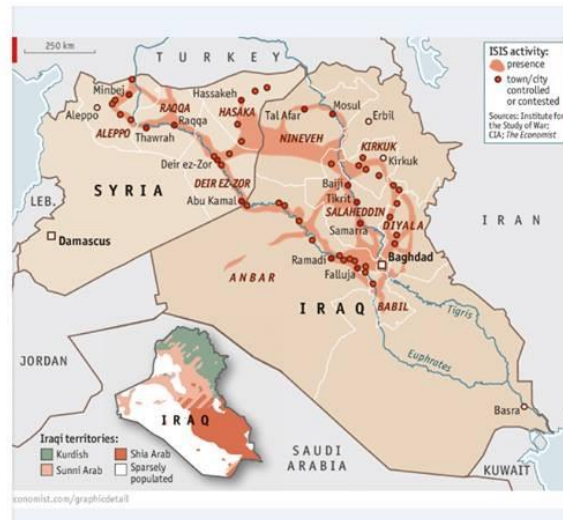 250 km
TURKEY
ISIS activity:
presence
town/city
controlled
or contested
Sources: Institute for
the Study of War;
CIA; The Economist
Minbej
Aleppo
ALEPPO
RAQQA
Raqqa
Thawrah
Hassakeh
HASAKA
Tal Afar
Mosul
Erbil
NINEVEH
KIRKUK
Kirkuk
Deir ez-Zor
DEIR EZ-ZOR
SYRIA
Baiji
Tikrit
SALAHEDDIN
DIYALA
IRAN
LEB.
Abu Kamal
Samarra
Damascus
Baghdad
Ramadi
Falluja
ANBAR
IRAQ
BABIL
Tigris
Euphrates
JORDAN
Basra
IRAQ
Iraqi territories:
Kurdish
Shia Arab
Sunni Arab
Sparsely
populated
SAUDI
ARABIA
KUWAIT
conomist.com/graphicdetail